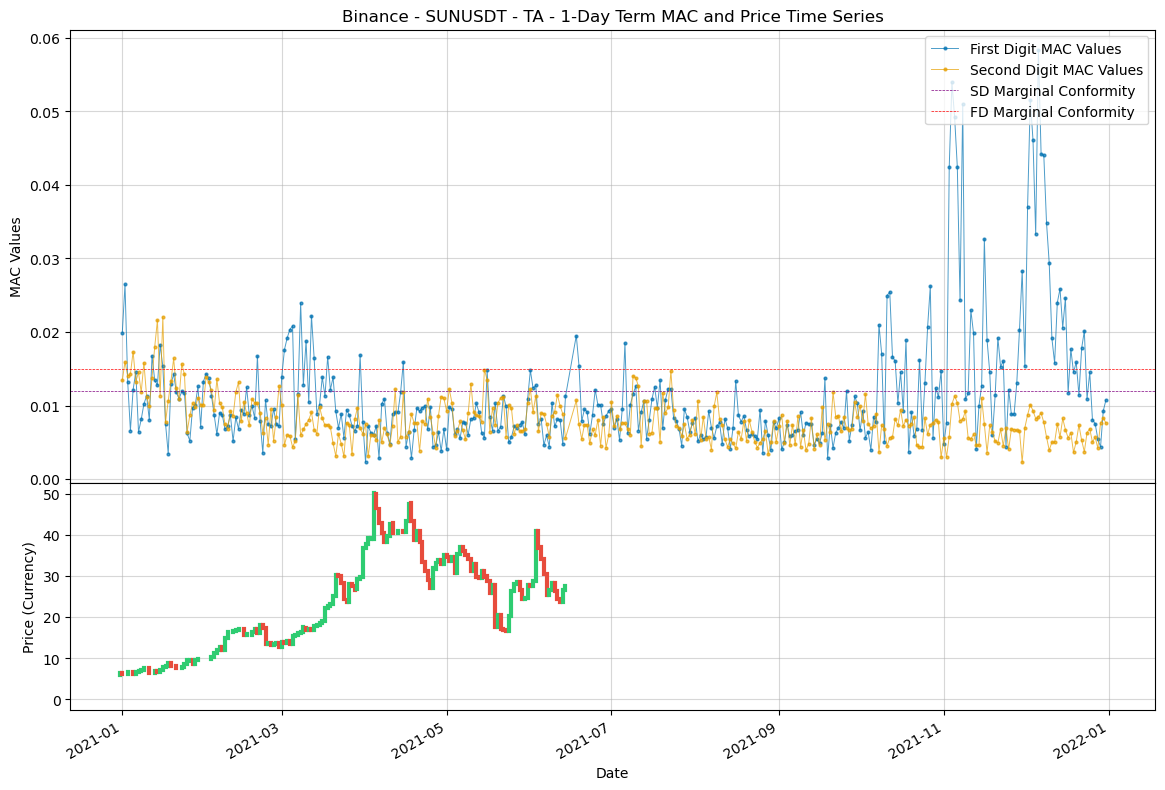 Binance - SUNUSDT - TA - 1-Day Term MAC and Price Time Series
First Digit MAC Values
Second Digit MAC Values
SD Marginal Conformity
FD Marginal Conformity
MAC Values
0.06
0.05
0.04
0.03
0.02
0.01
0.00
Price (Currency)
50
40
30
20
10
0
2021-01
2021-03
2021-05
2021-07
2021-09
2021-11
2022-01
Date